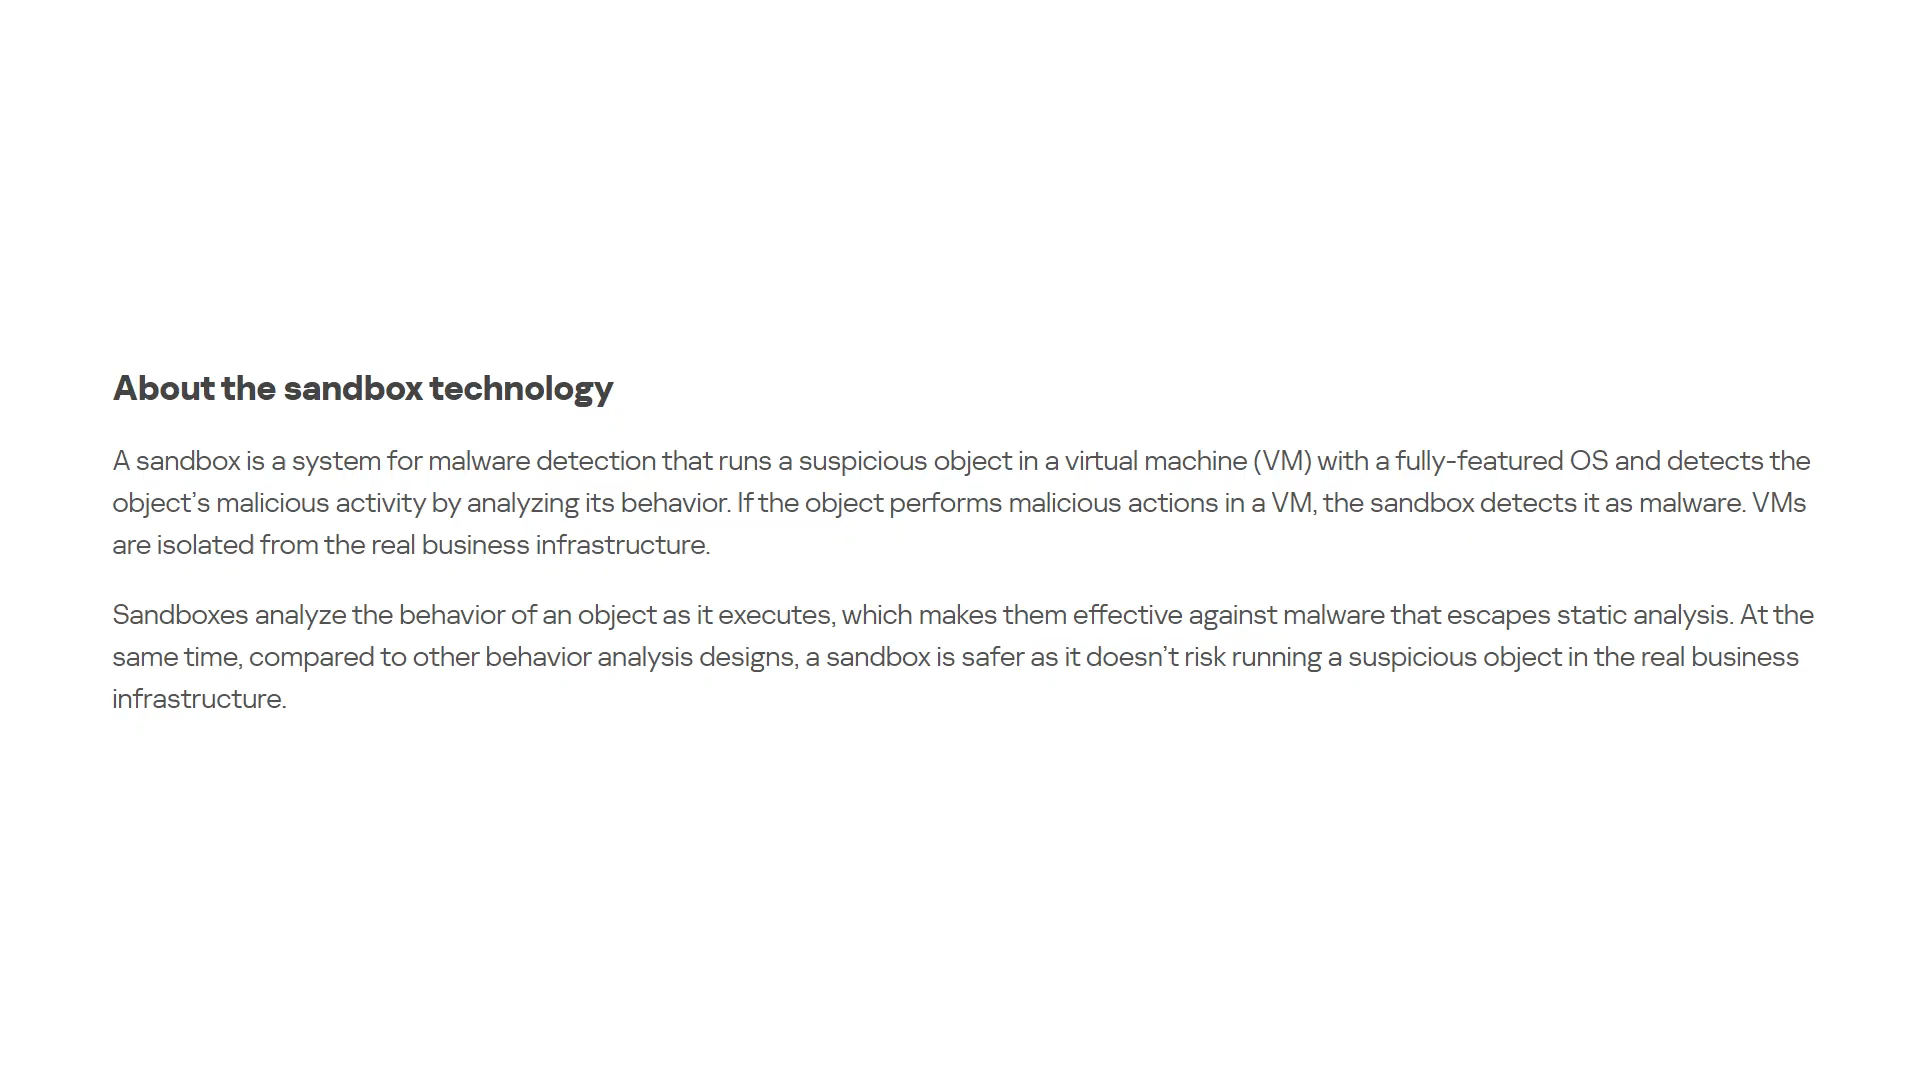 About the sandbox technology
A sandbox is a system for malware detection that runs a suspicious object in a virtual machine (VM) with a fully-featured OS and detects the
object’s malicious activity by analyzing its behavior. If the object performs malicious actions in a VM, the sandbox detects it as malware. VMs
are isolated from the real business infrastructure.
Sandboxes analyze the behavior of an object as it executes, which makes them effective against malware that escapes static analysis. At the
same time, compared to other behavior analysis designs, a sandbox is safer as it doesn’t risk running a suspicious object in the real business
infrastructure.